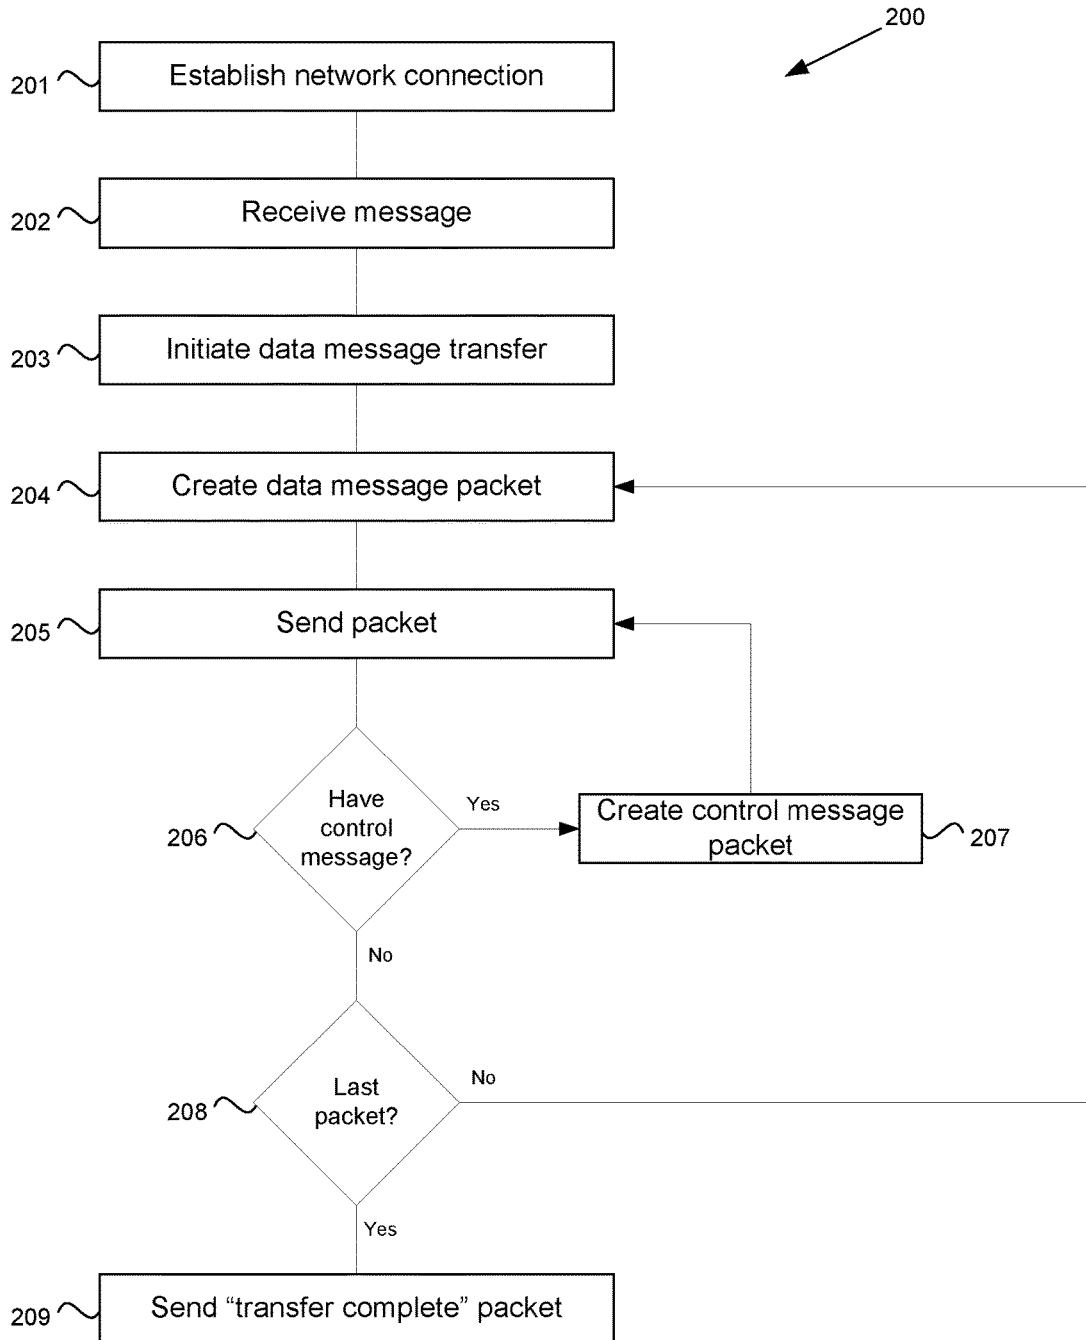 200
201
Establish network connection
202
Receive message
203
Initiate data message transfer
204
Create data message packet
205
Send packet
206
Have
control
message?
Yes
Create control message
packet
207
No
208
Last
packet?
No
Yes
209
Send “transfer complete” packet